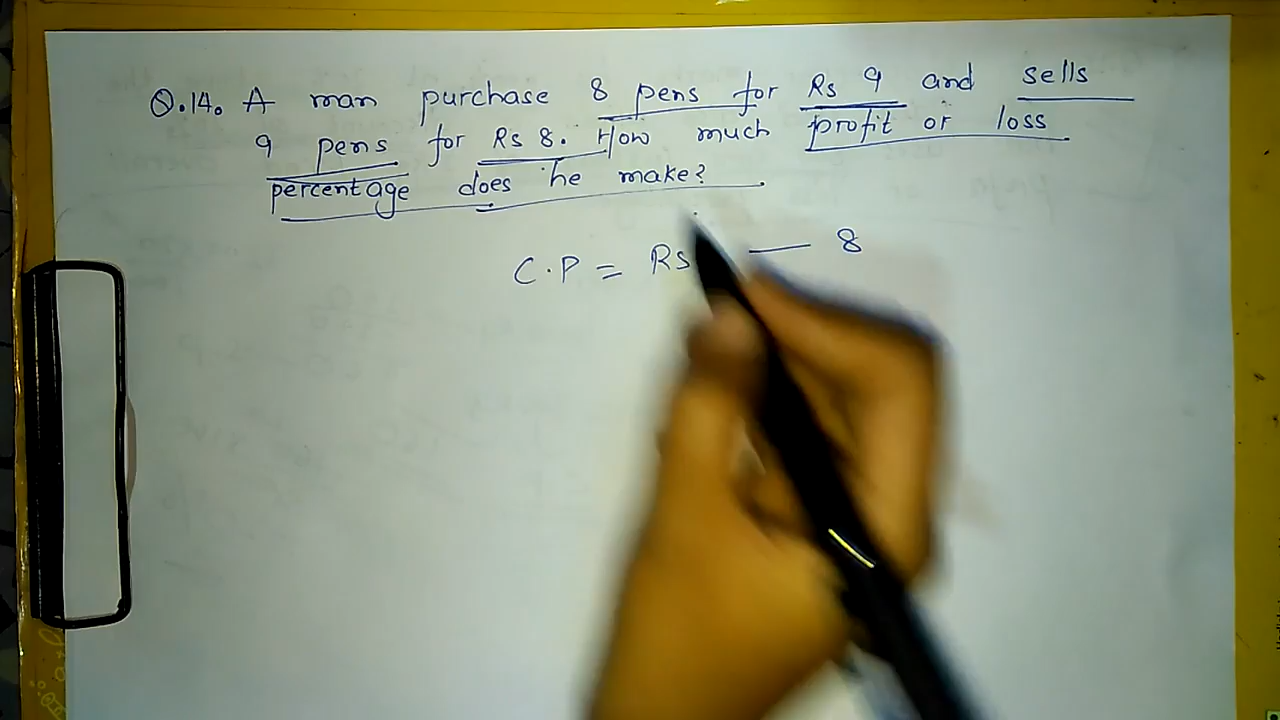 Q.14. A man purchase 8 pens for Rs 9 and sells
9 pens for Rs 8. How much profit or loss
percentage does he make?
C.P = Rs — 8